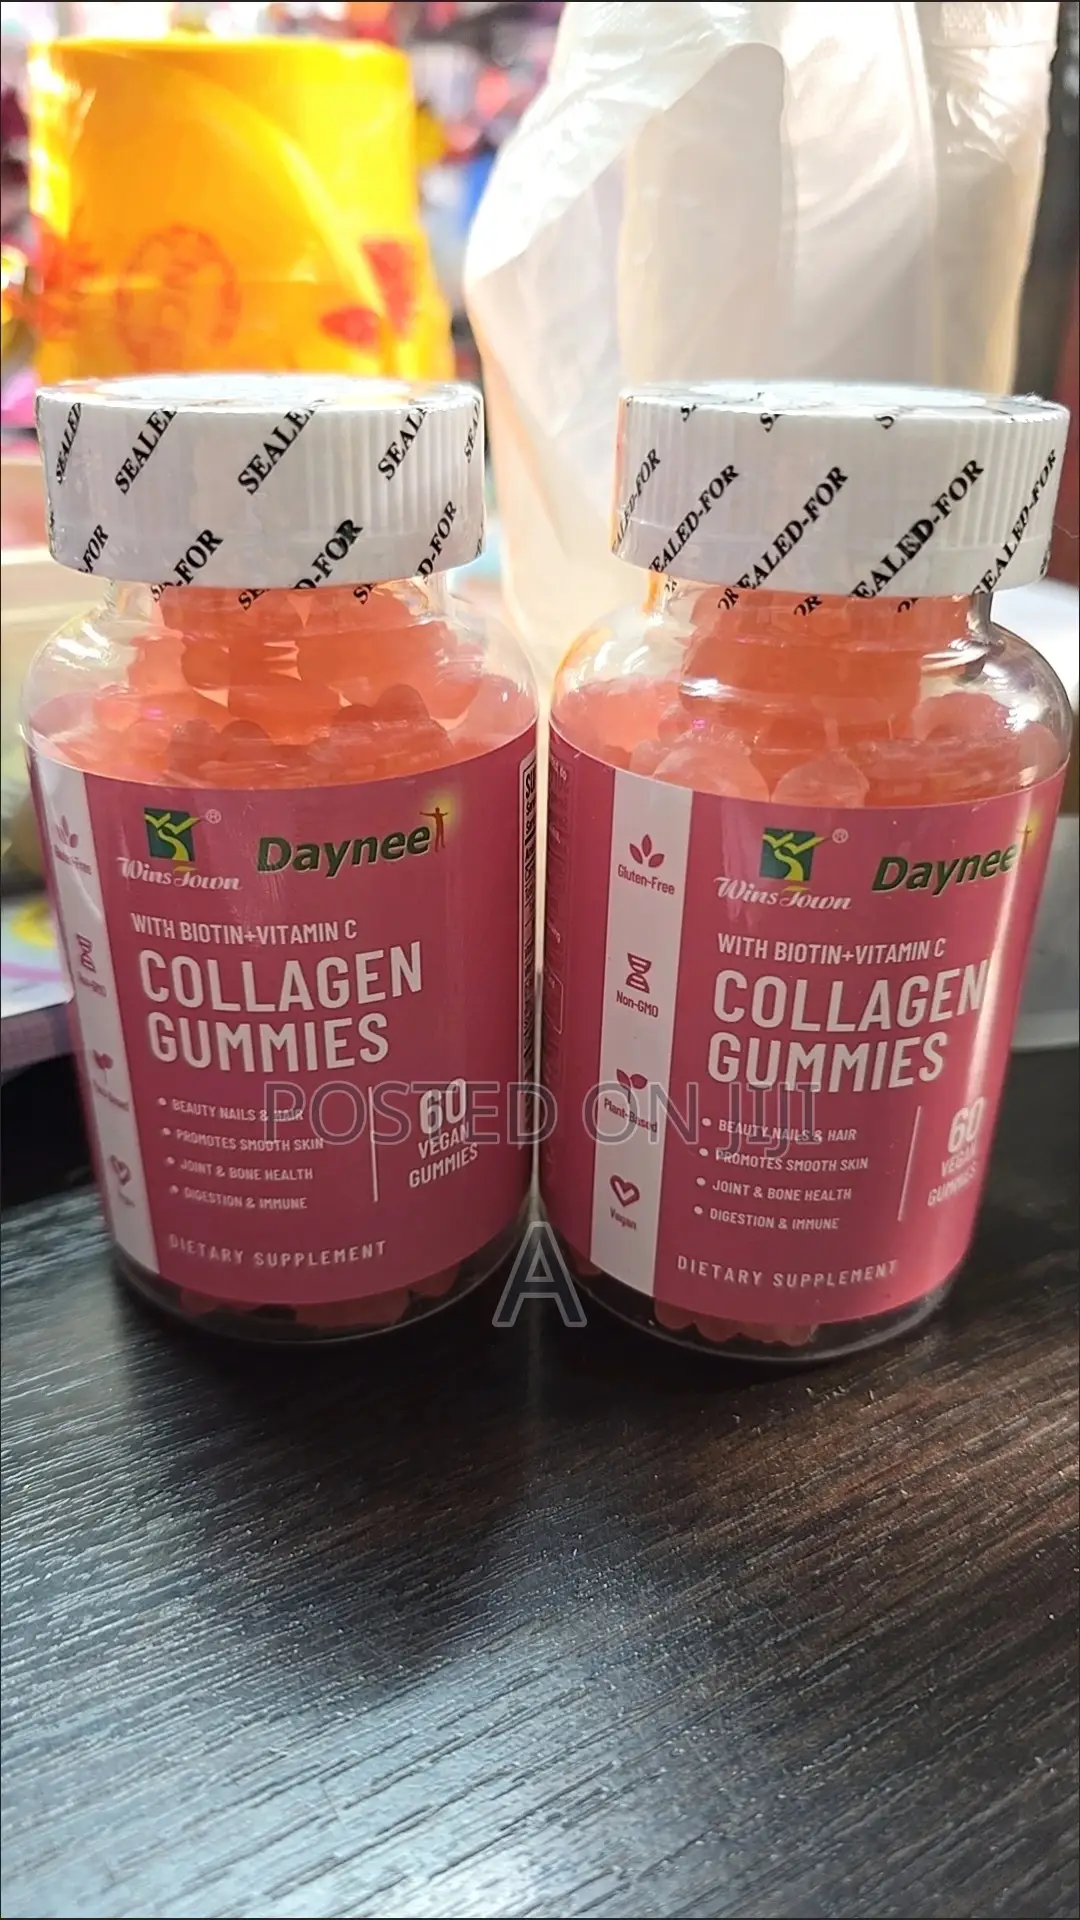 SEALED-FOR
SEALED-FOR
SEALED-FOR
Wins Town®
Daynee
WITH BIOTIN+VITAMIN C
COLLAGEN
GUMMIES
• BEAUTY NAILS & HAIR
• PROMOTES SMOOTH SKIN
• JOINT & BONE HEALTH
• DIGESTION & IMMUNE
60
VEGAN
GUMMIES
DIETARY SUPPLEMENT
Gluten-Free
Non-GMO
Plant-Based
Vegan
Wins Town®
Daynee
WITH BIOTIN+VITAMIN C
COLLAGEN
GUMMIES
• BEAUTY NAILS & HAIR
• PROMOTES SMOOTH SKIN
• JOINT & BONE HEALTH
• DIGESTION & IMMUNE
60
VEGAN
GUMMIES
DIETARY SUPPLEMENT
POSTED ON JIJI
A